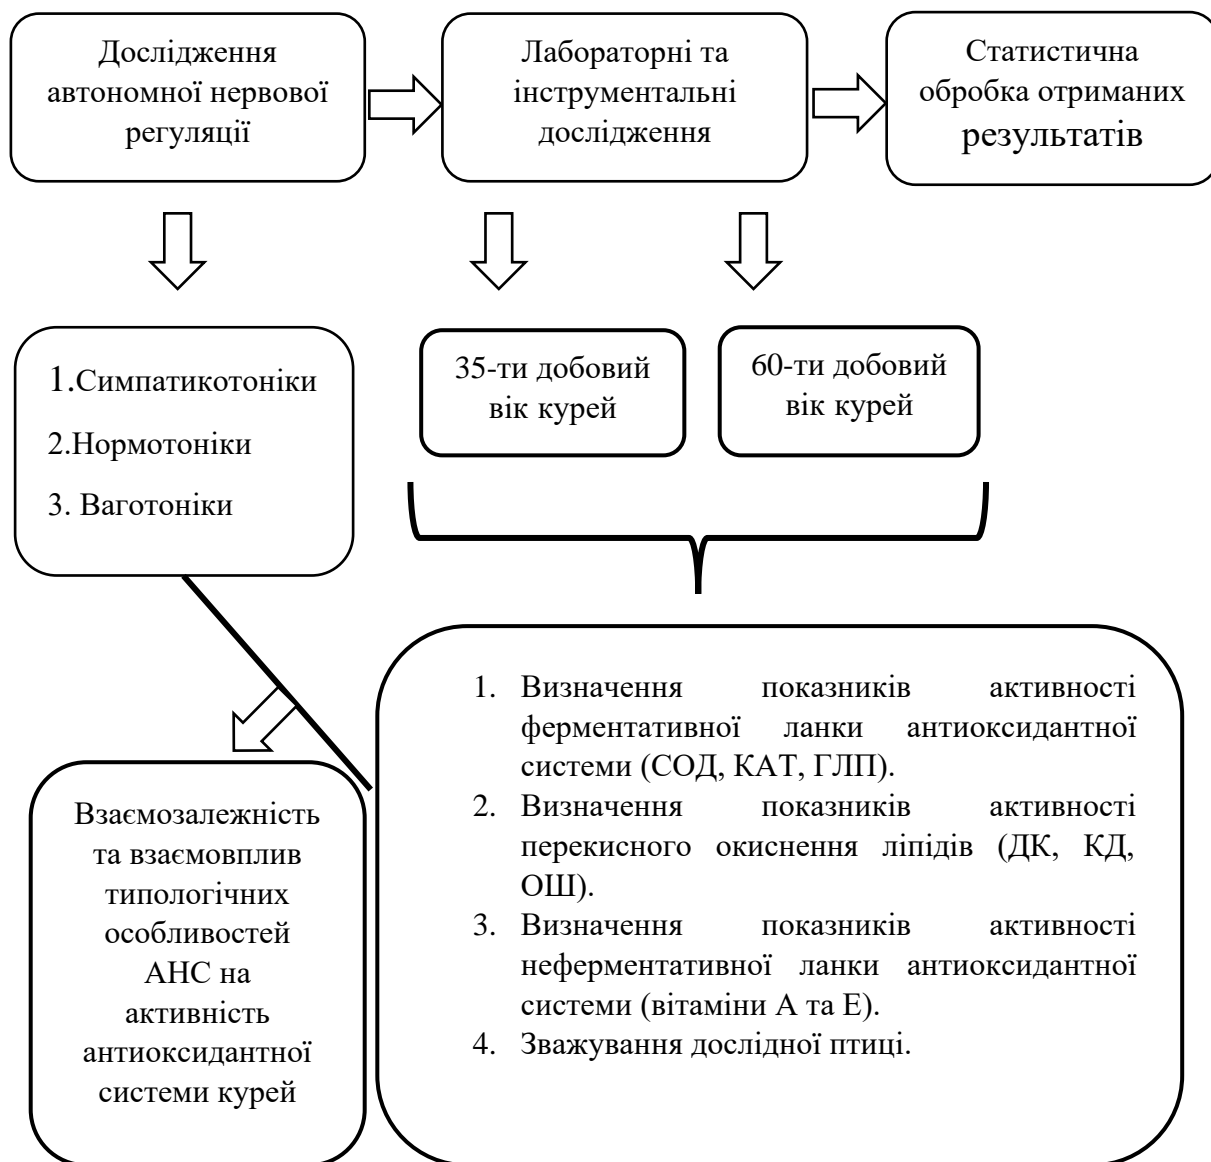 Дослідження
автономної нервової
регуляції
Лабораторні та
інструментальні
дослідження
Статистична
обробка отриманих
результатів
1.Симпатикотоніки
2.Нормотоніки
3. Ваготоніки
35-ти добовий
вік курей
60-ти добовий
вік курей
1. Визначення показників активності
ферментативної ланки антиоксидантної
системи (СОД, КАТ, ГЛП).
2. Визначення показників активності
перекисного окиснення ліпідів (ДК, КД,
ОШ).
3. Визначення показників активності
неферментативної ланки антиоксидантної
системи (вітаміни А та Е).
4. Зважування дослідної птиці.
Взаємозалежність
та взаємовплив
типологічних
особливостей
АНС на
активність
антиоксидантної
системи курей